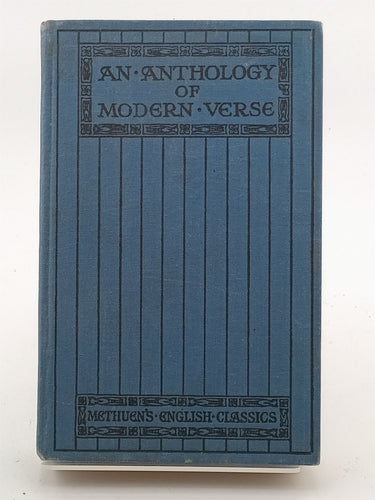 AN·ANTHOLOGY
OF
MODERN·VERSE
METHUEN'S·ENGLISH·CLASSICS